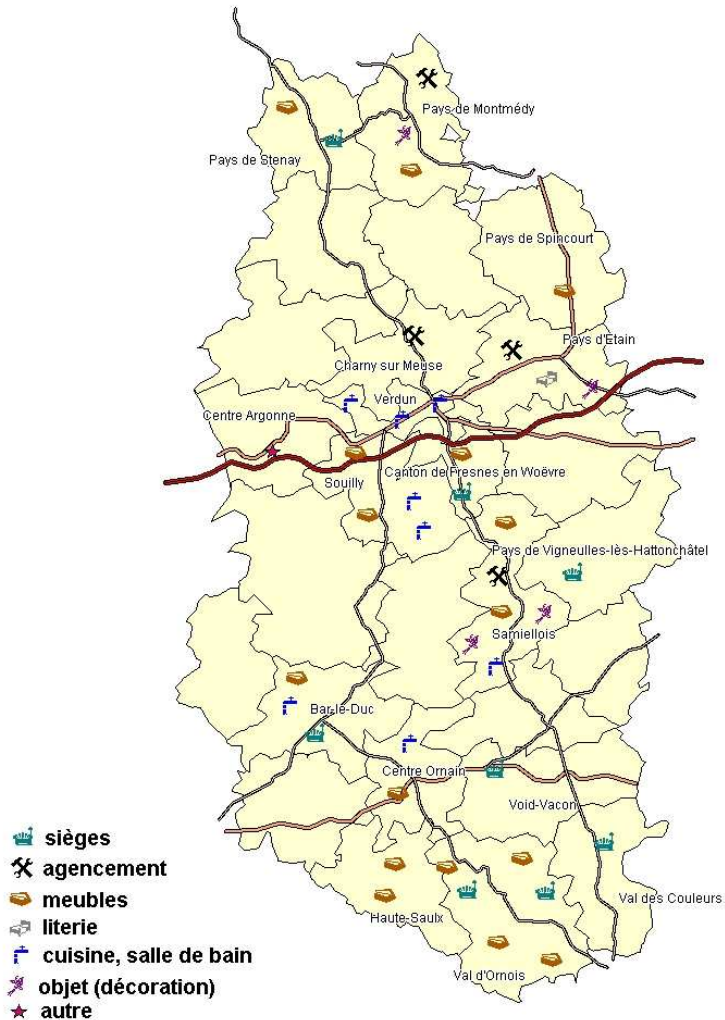 Pays de Montmédy
Pays de Stenay
Pays de Spincourt
Pays d'Etain
Charny sur Meuse
Verdun
Centre Argonne
Canton de Fresnes en Woëvre
Souilly
Pays de Vigneulles-lès-Hattonchâtel
Samiellois
Bar-le-Duc
Centre Ornain
Void-Vacon
Val des Couleurs
Haute-Saulx
Val d'Ornois
sièges
agencement
meubles
literie
cuisine, salle de bain
objet (décoration)
autre